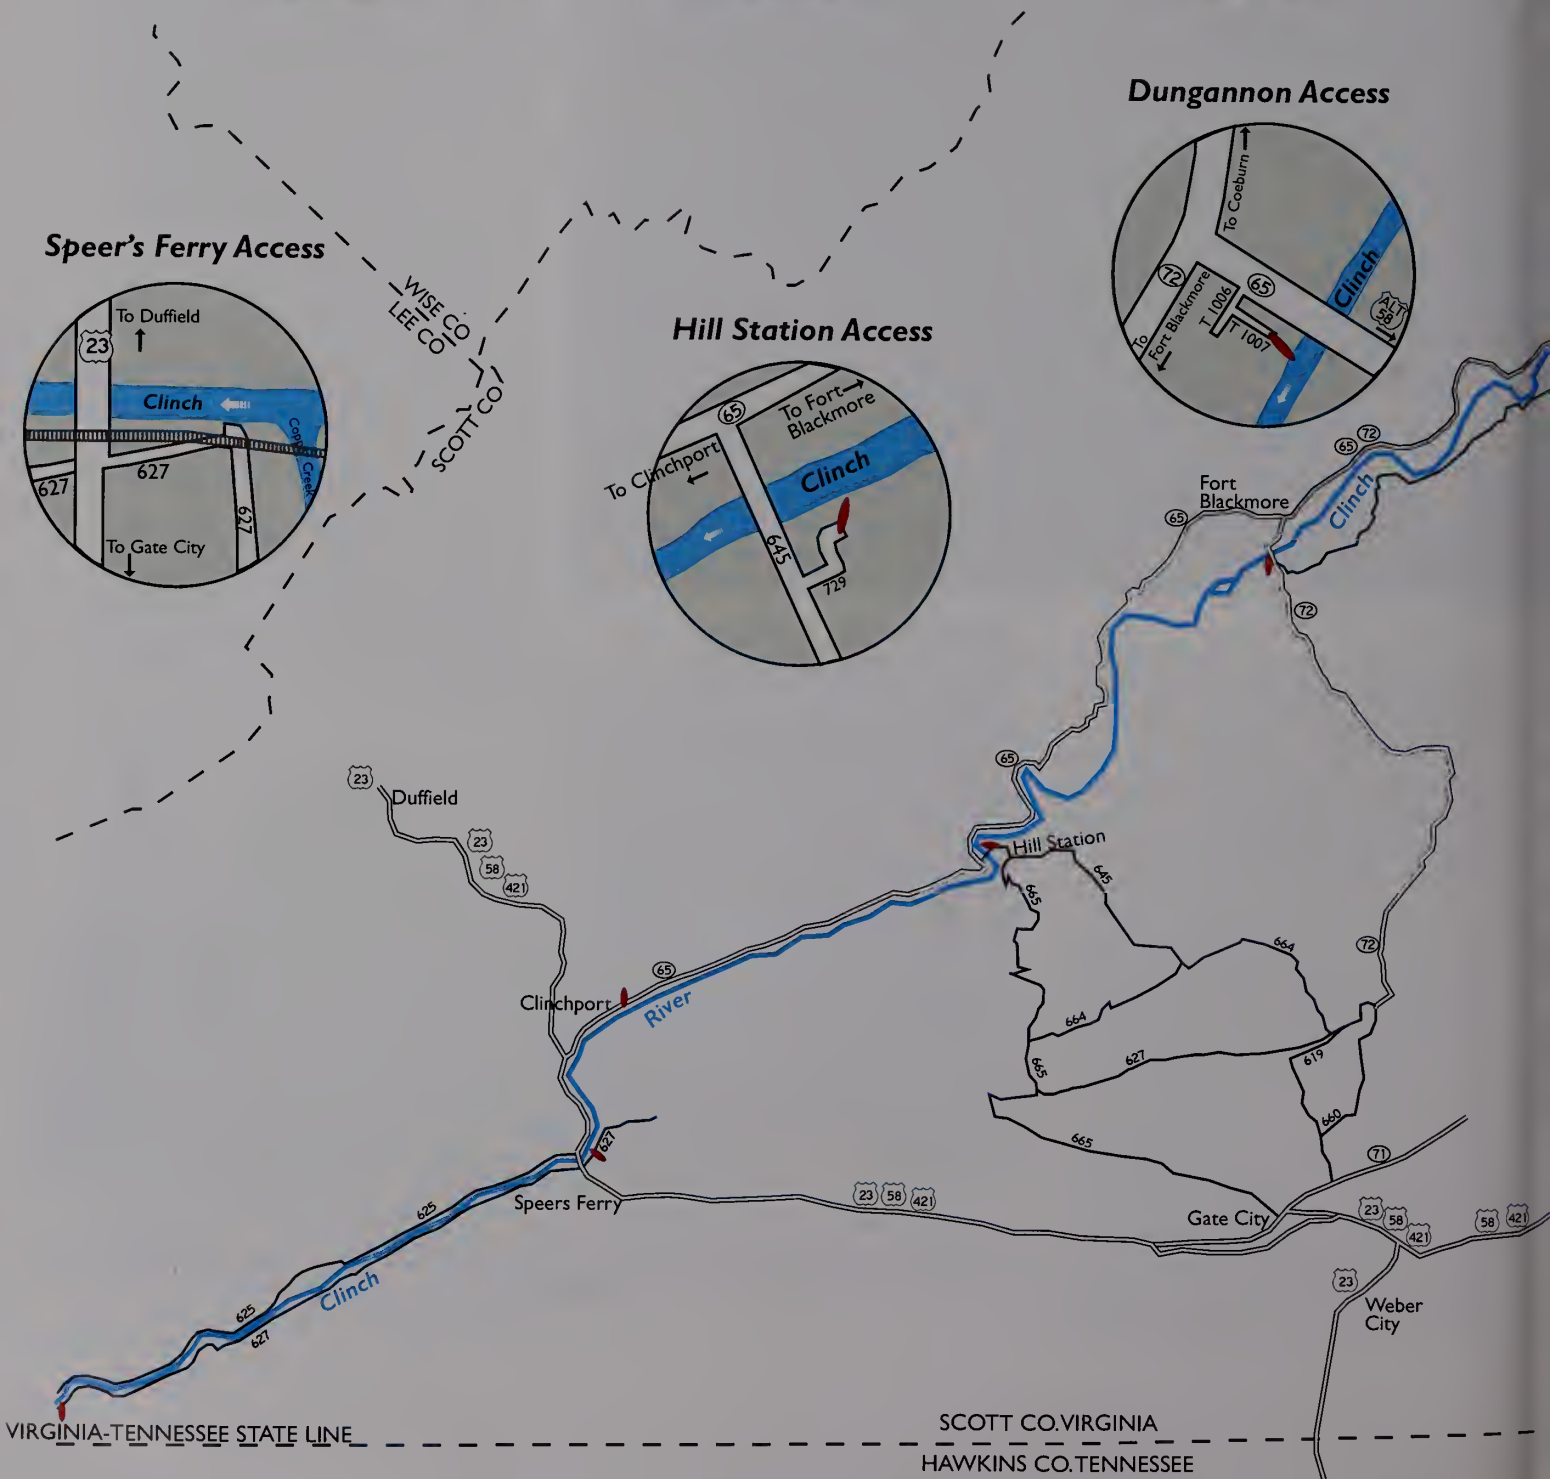 Dungannon Access
To Coeburn
72
65
Clinch
ALT
58
T 1006
T 1007
To
Fort Blackmore
Speer's Ferry Access
To Duffield
23
Clinch
Creek
627
627
627
To Gate City
WISE CO
LEE CO
SCOTT CO
Hill Station Access
65
To Fort
Blackmore
To Clinchport
Clinch
645
729
65
72
Fort
Blackmore
65
Clinch
72
65
23
Duffield
23
58
421
Hill Station
665
645
664
72
65
Clinchport
River
664
665
627
619
660
627
665
71
Speers Ferry
23 58 421
Gate City
23
58
421
58 421
625
Clinch
625
627
23
Weber
City
VIRGINIA-TENNESSEE STATE LINE
SCOTT CO. VIRGINIA
HAWKINS CO. TENNESSEE